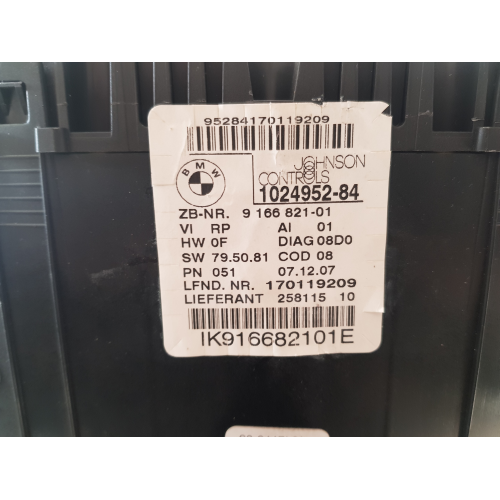 95284170119209
BMW
JOHNSON
CONTROLS
1024952-84
ZB-NR. 9 166 821-01
VI RP AI 01
HW 0F DIAG 08D0
SW 79.50.81 COD 08
PN 051 07.12.07
LFND. NR. 170119209
LIEFERANT 258115 10
IK916682101E